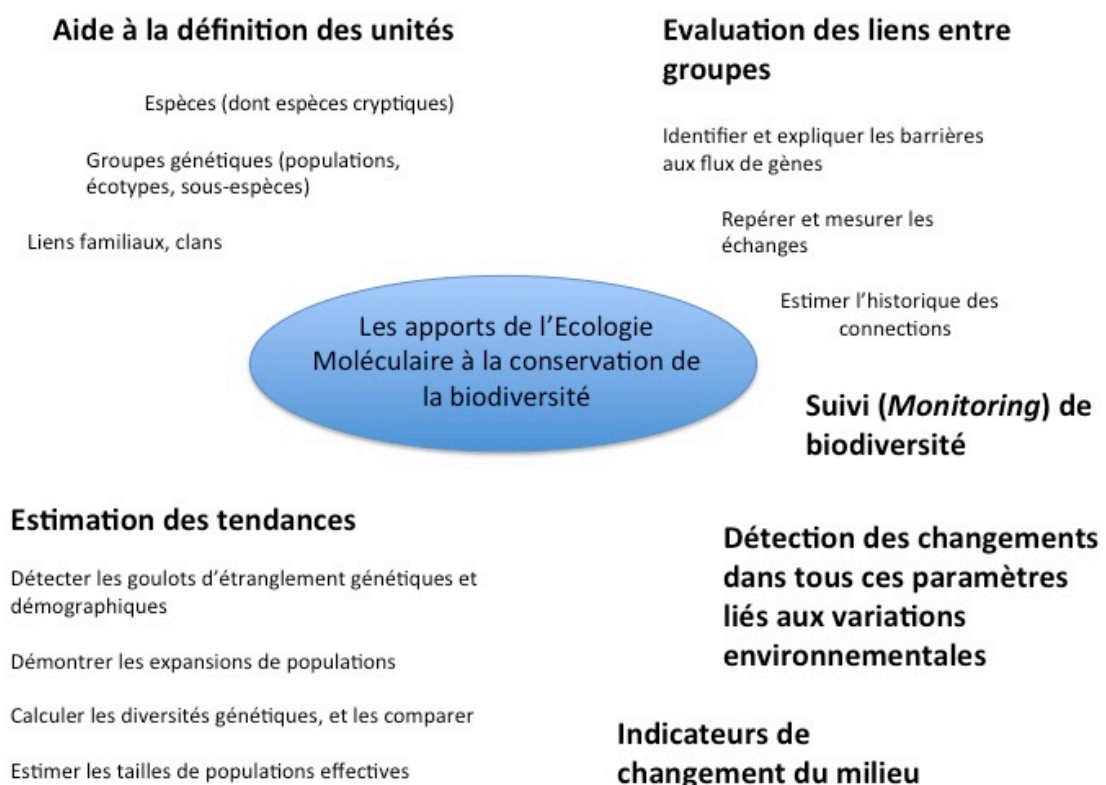 Aide à la définition des unités
Espèces (dont espèces cryptiques)
Groupes génétiques (populations,
écotypes, sous-espèces)
Liens familiaux, clans
Evaluation des liens entre
groupes
Identifier et expliquer les barrières
aux flux de gènes
Repérer et mesurer les
échanges
Estimer l’historique des
connections
Les apports de l’Ecologie
Moléculaire à la conservation de
la biodiversité
Suivi (Monitoring) de
biodiversité
Estimation des tendances
Détecter les goulots d’étranglement génétiques et
démographiques
Démontrer les expansions de populations
Calculer les diversités génétiques, et les comparer
Estimer les tailles de populations effectives
Détection des changements
dans tous ces paramètres
liés aux variations
environnementales
Indicateurs de
changement du milieu